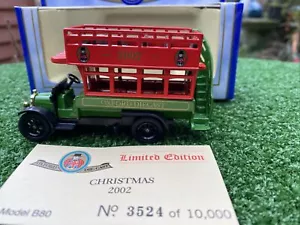 Limited Edition
CHRISTMAS
2002
Model B80
Nº 3524 of 10,000